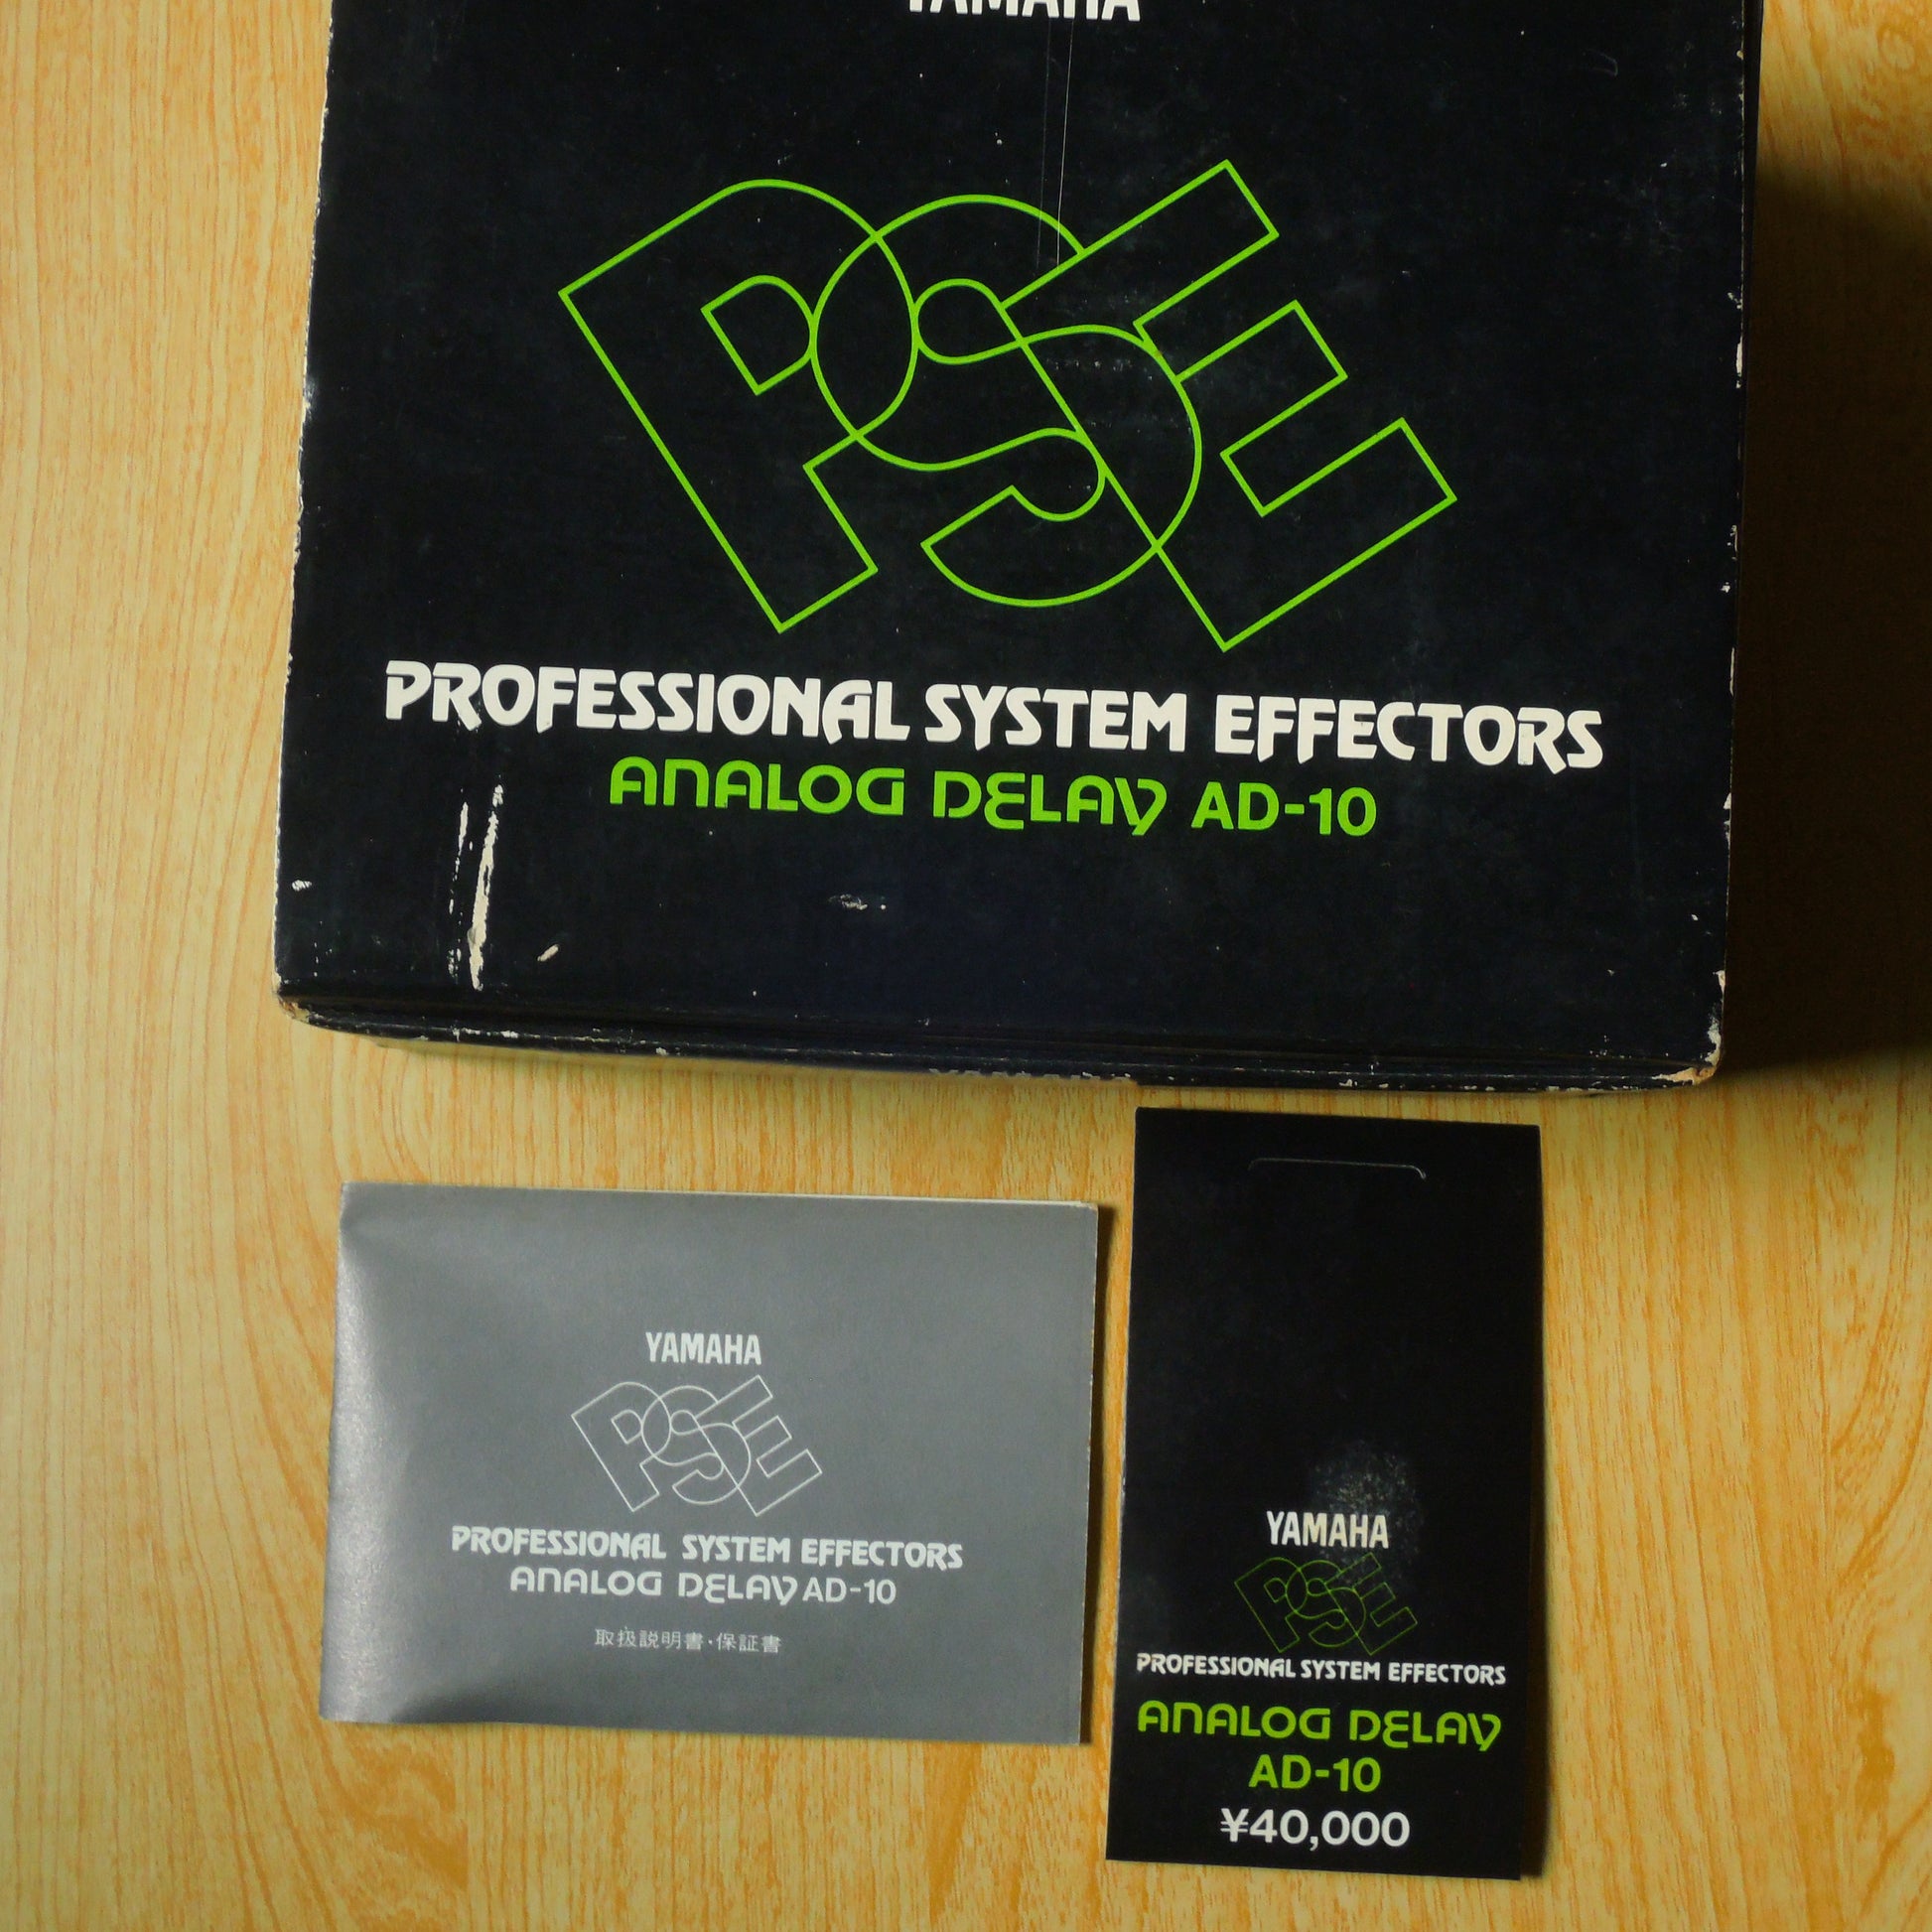 YAMAHA
PSE
PROFESSIONAL SYSTEM EFFECTORS
ANALOG DELAY AD-10
YAMAHA
PSE
PROFESSIONAL SYSTEM EFFECTORS
ANALOG DELAY AD-10
取扱説明書・保証書
YAMAHA
PSE
PROFESSIONAL SYSTEM EFFECTORS
ANALOG DELAY
AD-10
¥40,000